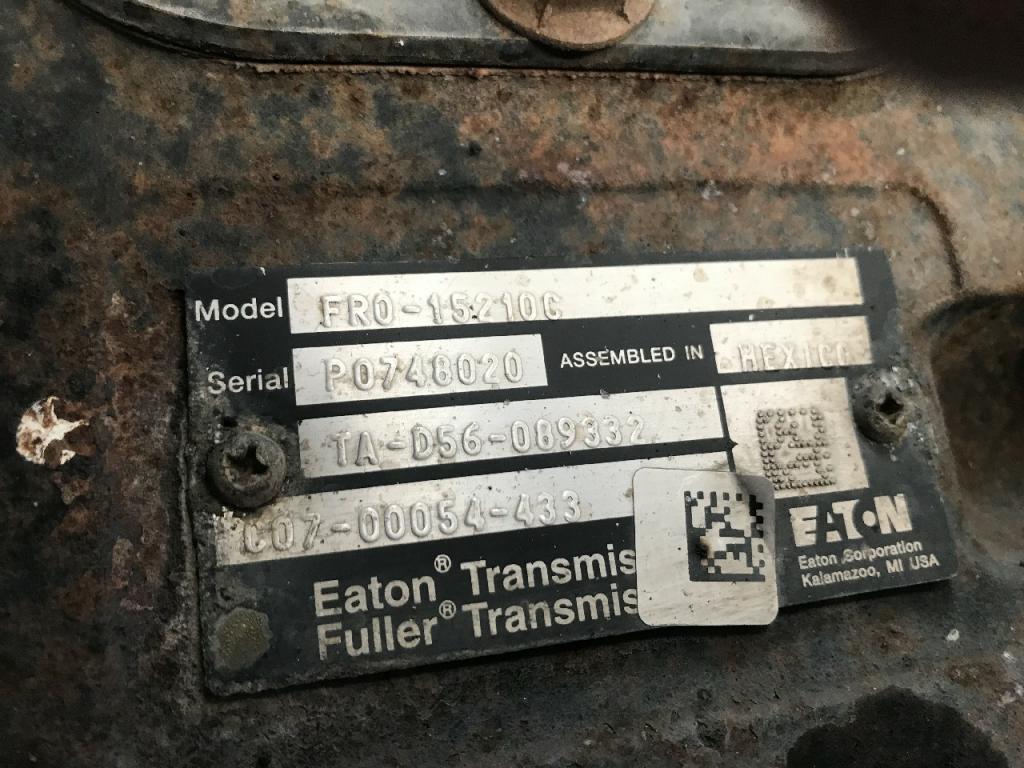 Model FRO-15210C
Serial P0748020 ASSEMBLED IN MEXICO
TA-D56-089332
C07-00054-433
EATON
Eaton® Transmis
Eaton Corporation
Fuller® Transmis
Kalamazoo, MI USA